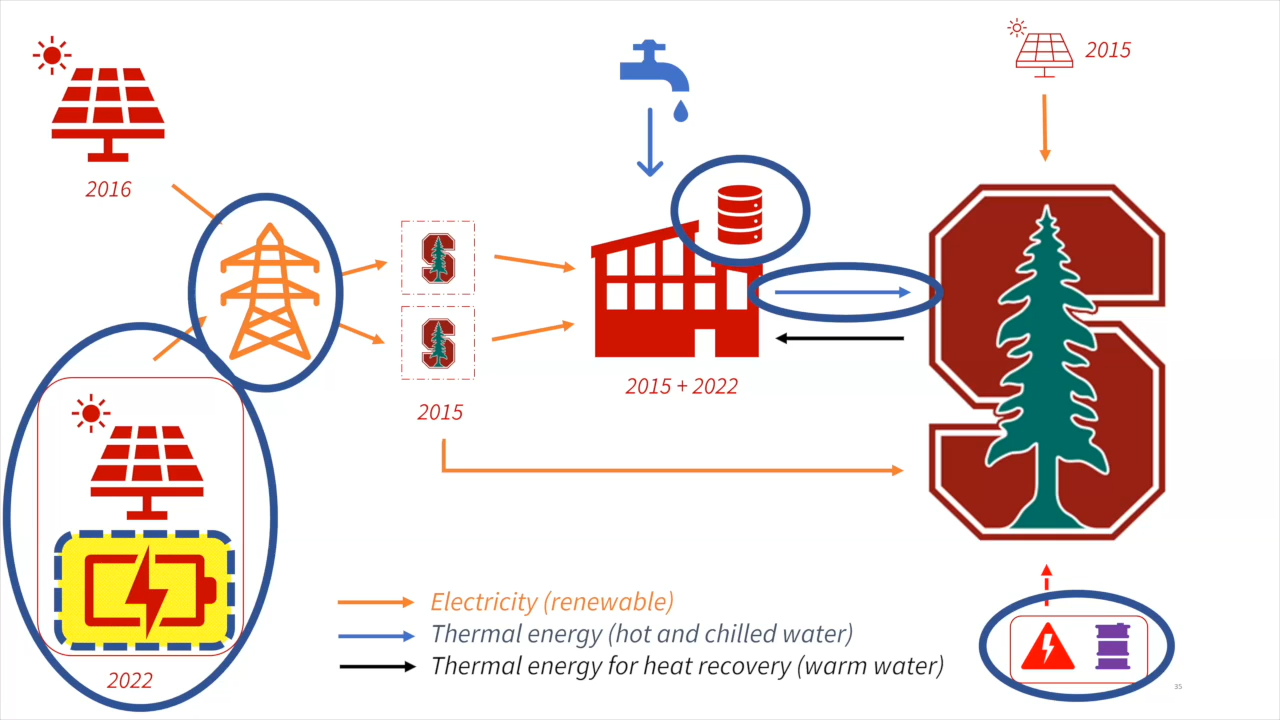 2015
2016
2015
2015 + 2022
2022
Electricity (renewable)
Thermal energy (hot and chilled water)
Thermal energy for heat recovery (warm water)
35